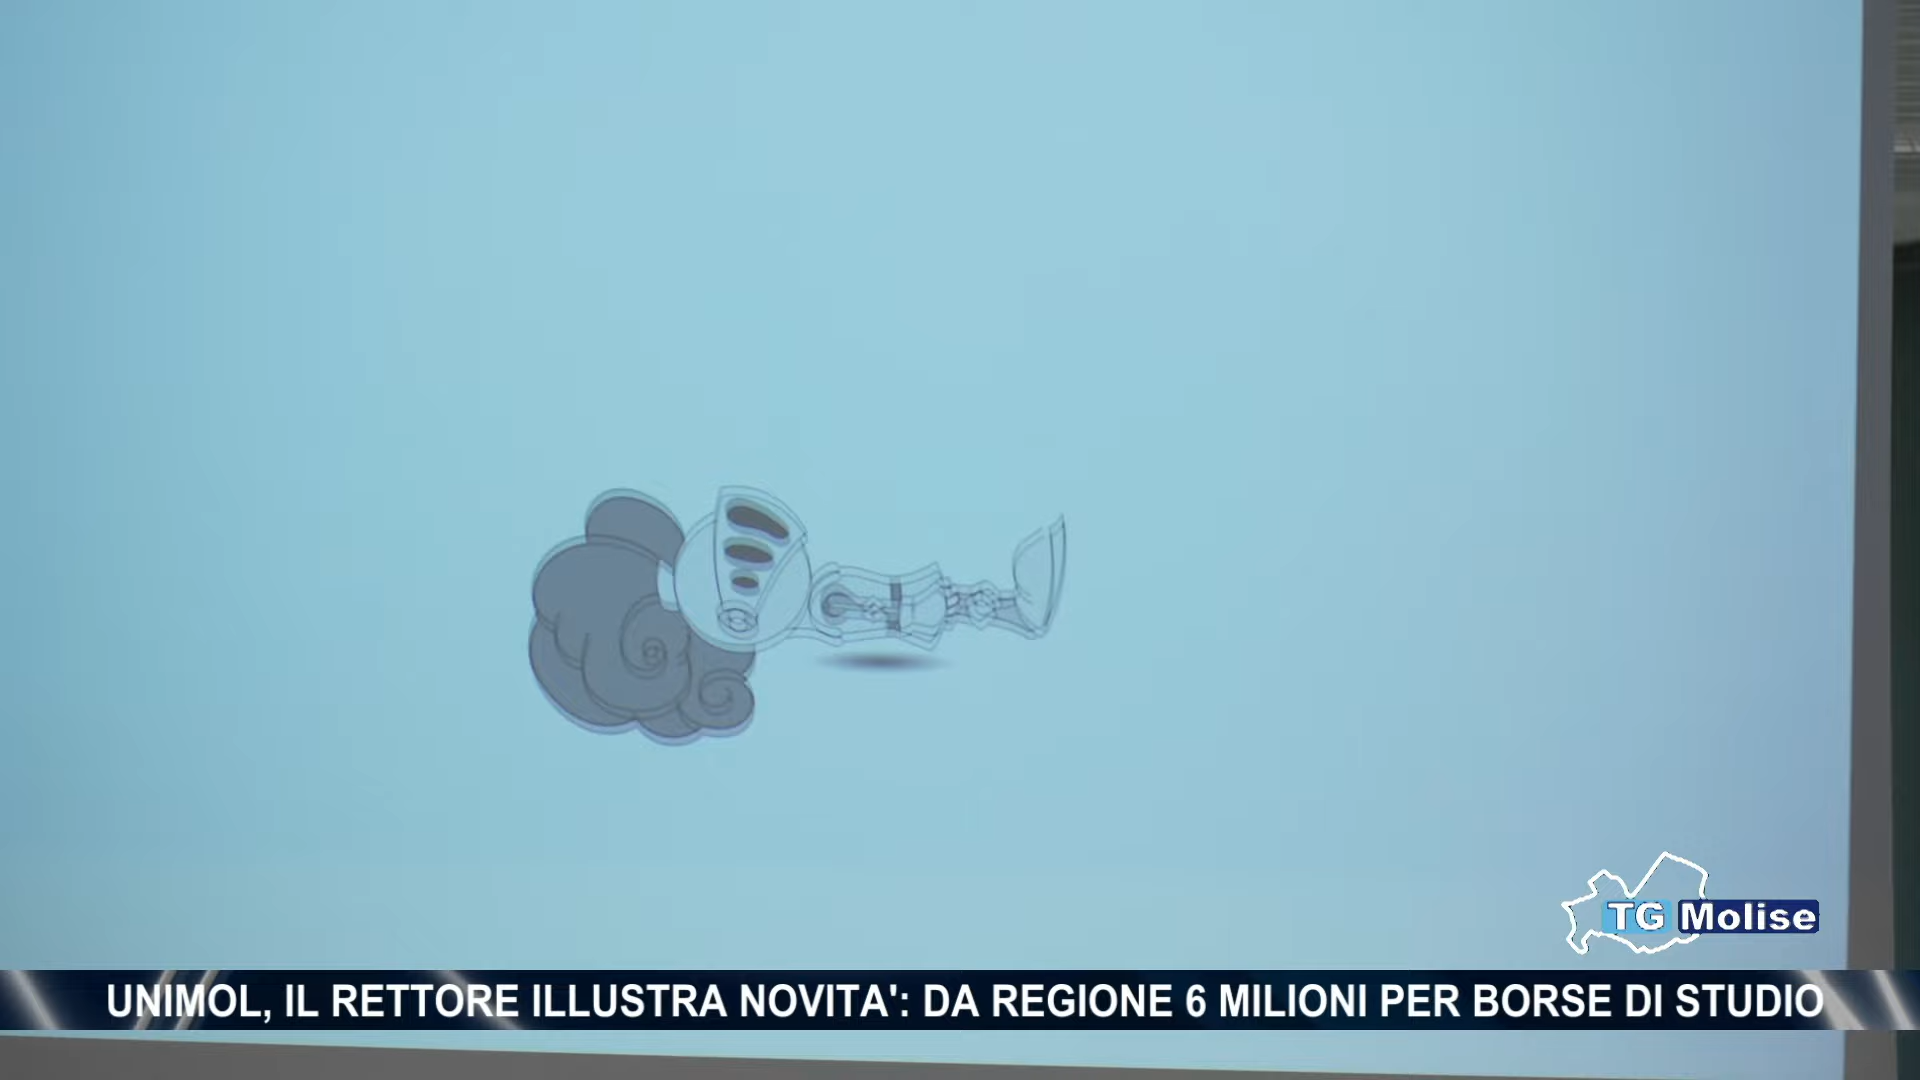 TG Molise
UNIMOL, IL RETTORE ILLUSTRA NOVITA': DA REGIONE 6 MILIONI PER BORSE DI STUDIO